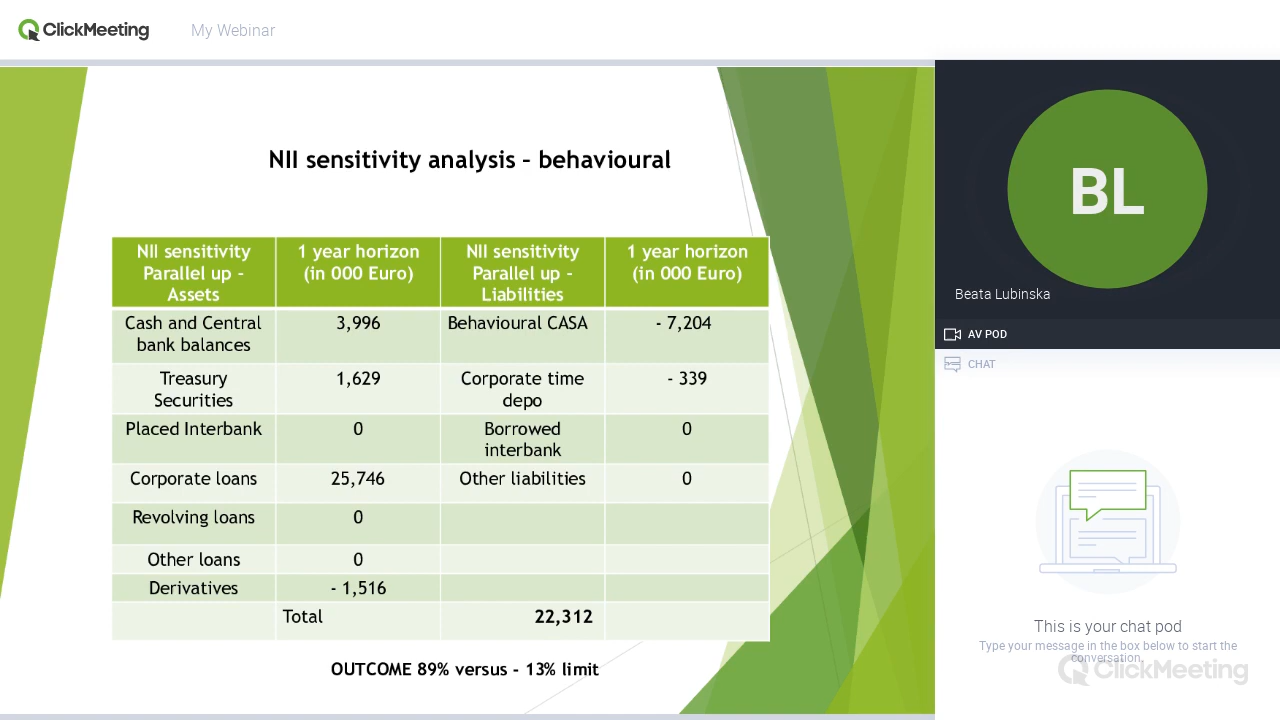 ClickMeeting My Webinar
NII sensitivity analysis – behavioural
NII sensitivity Parallel up - Assets
1 year horizon (in 000 Euro)
NII sensitivity Parallel up - Liabilities
1 year horizon (in 000 Euro)
Cash and Central bank balances
3,996
Behavioural CASA
- 7,204
Treasury Securities
1,629
Corporate time depo
- 339
Placed Interbank
0
Borrowed interbank
0
Corporate loans
25,746
Other liabilities
0
Revolving loans
0
Other loans
0
Derivatives
- 1,516
Total
22,312
OUTCOME 89% versus - 13% limit
BL
Beata Lubinska
AV POD
CHAT
This is your chat pod
Type your message in the box below to start the
conversation.
ClickMeeting